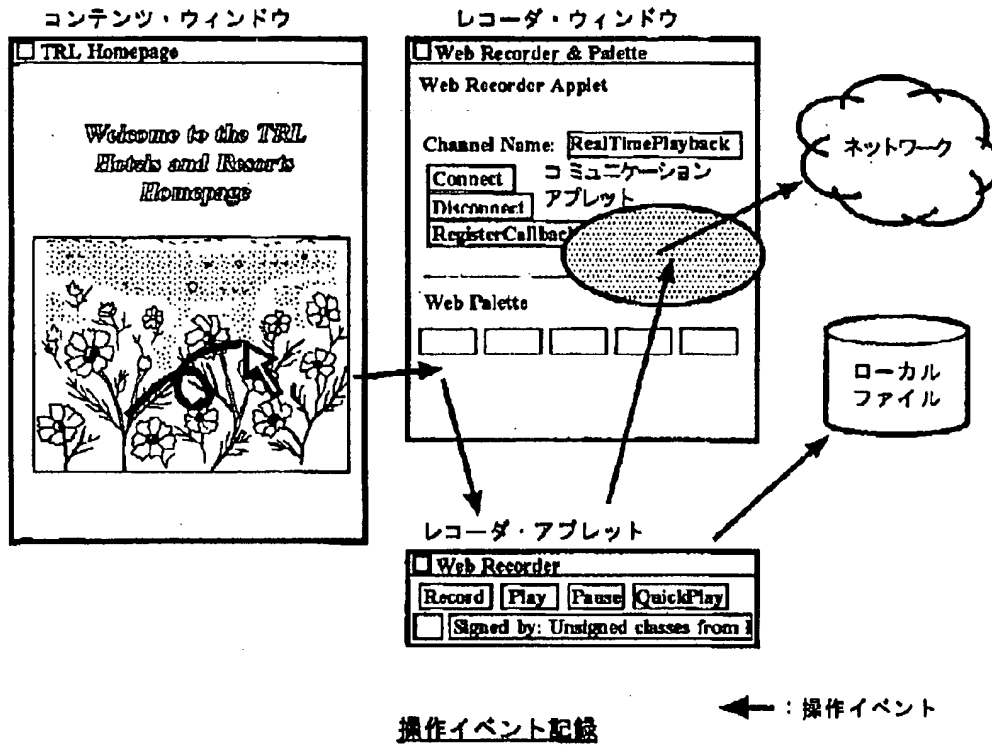 コンテンツ・ウィンドウ
TRL Homepage
Welcome to the TRL
Hotels and Resorts
Homepage
レコーダ・ウィンドウ
Web Recorder & Palette
Web Recorder Applet
Channel Name: RealTimePlayback
Connect
コミュニケーション
アプレット
Disconnect
RegisterCallbac
Web Palette
ネットワーク
ローカル
ファイル
レコーダ・アプレット
Web Recorder
Record Play Pause QuickPlay
Signed by: Unsigned classes from
:操作イベント
操作イベント記録